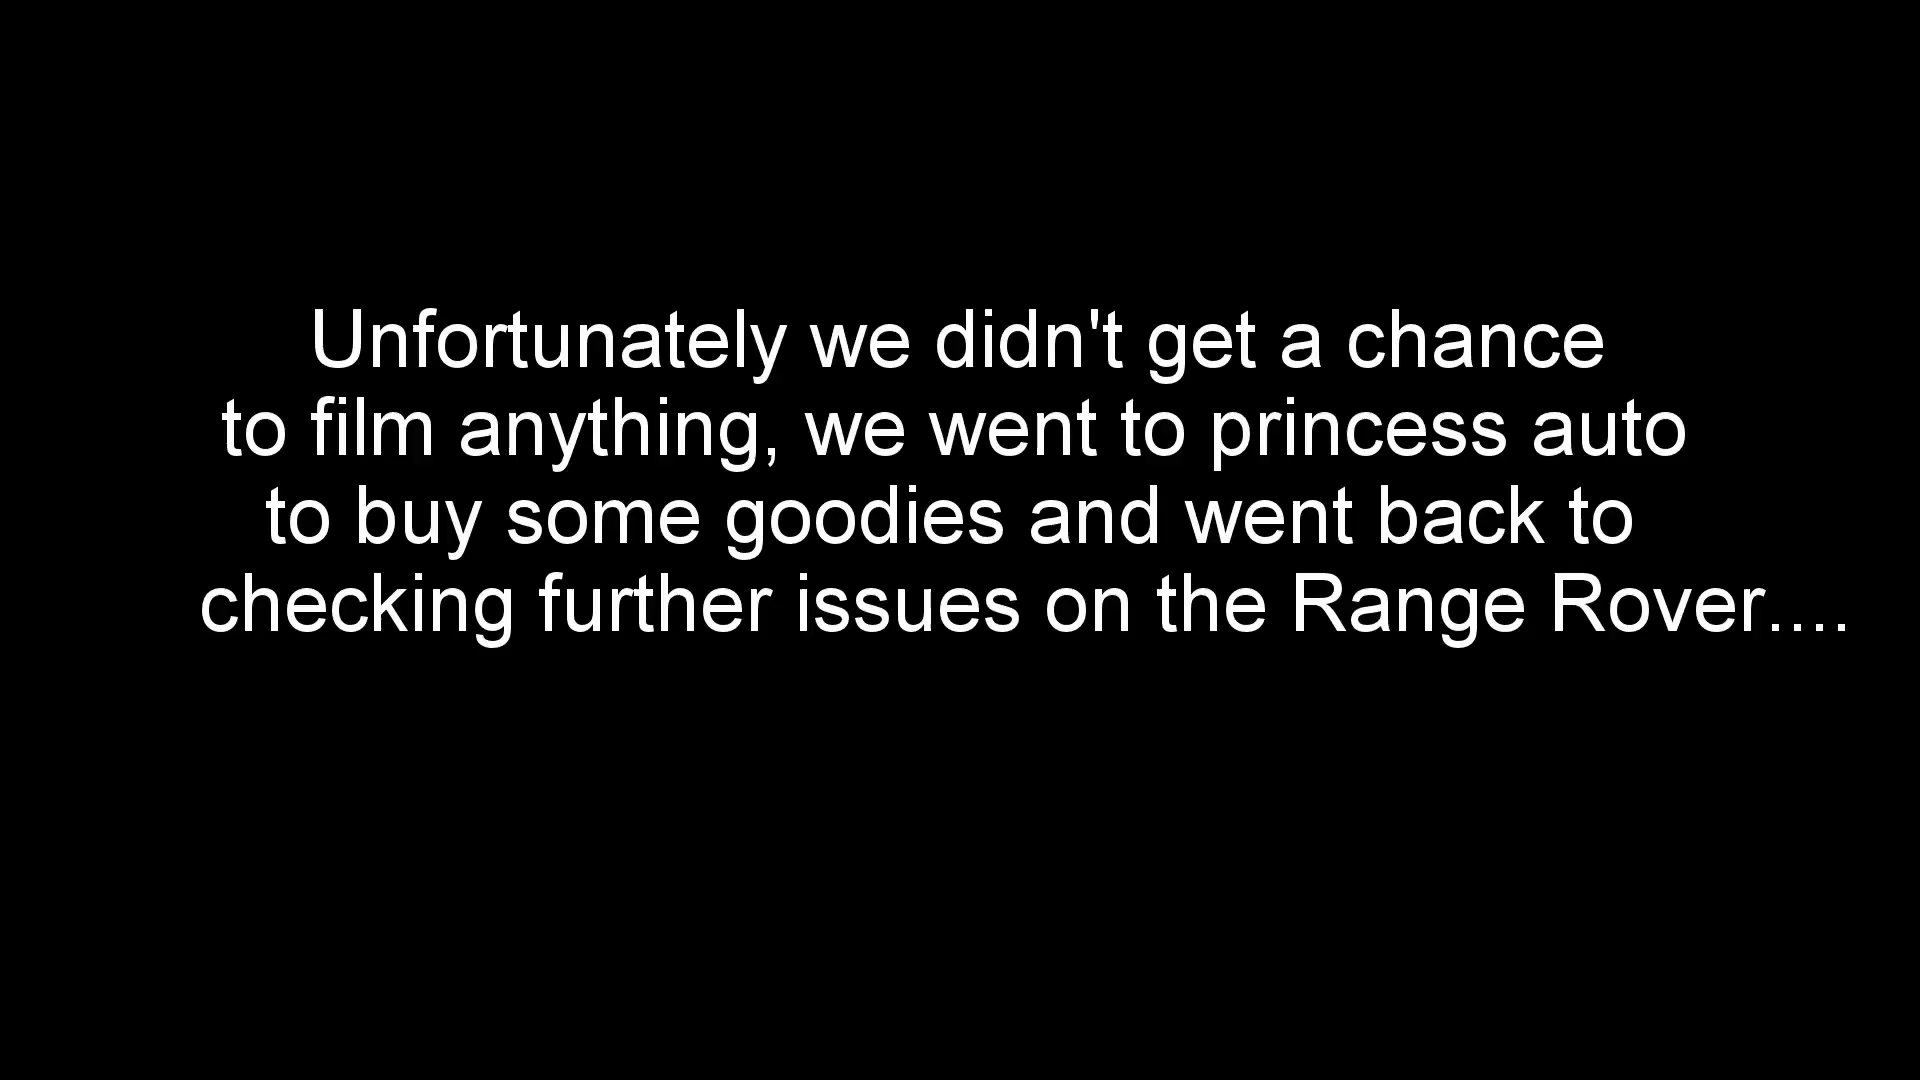 Unfortunately we didn't get a chance
to film anything, we went to princess auto
to buy some goodies and went back to
checking further issues on the Range Rover....